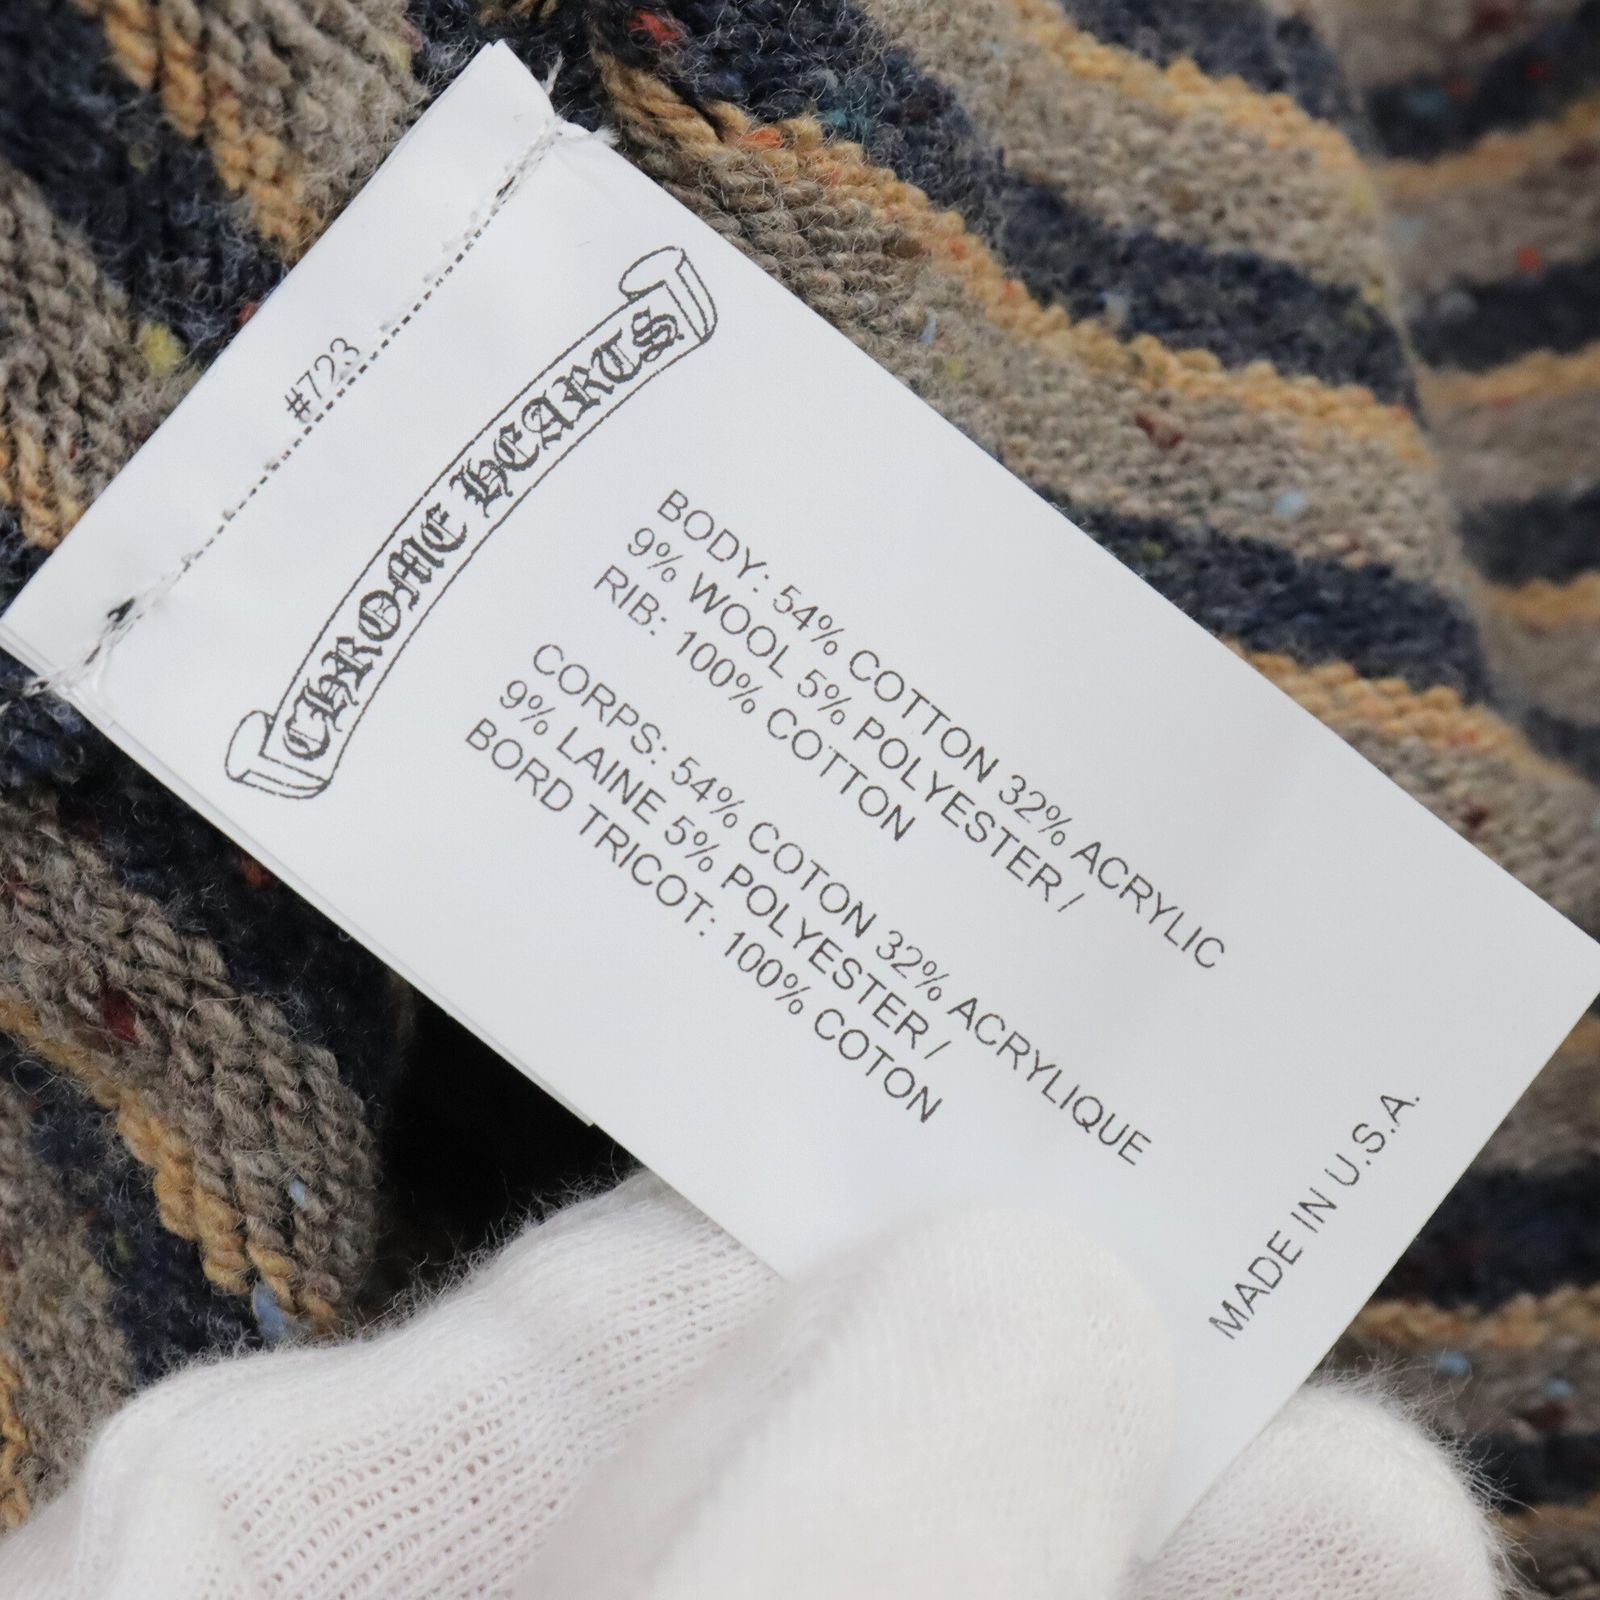 #723
CHROME HEARTS
BODY: 54% COTTON 32% ACRYLIC
9% WOOL 5% POLYESTER /
RIB: 100% COTTON
CORPS: 54% COTON 32% ACRYLIQUE
9% LAINE 5% POLYESTER /
BORD TRICOT: 100% COTON
MADE IN U.S.A.